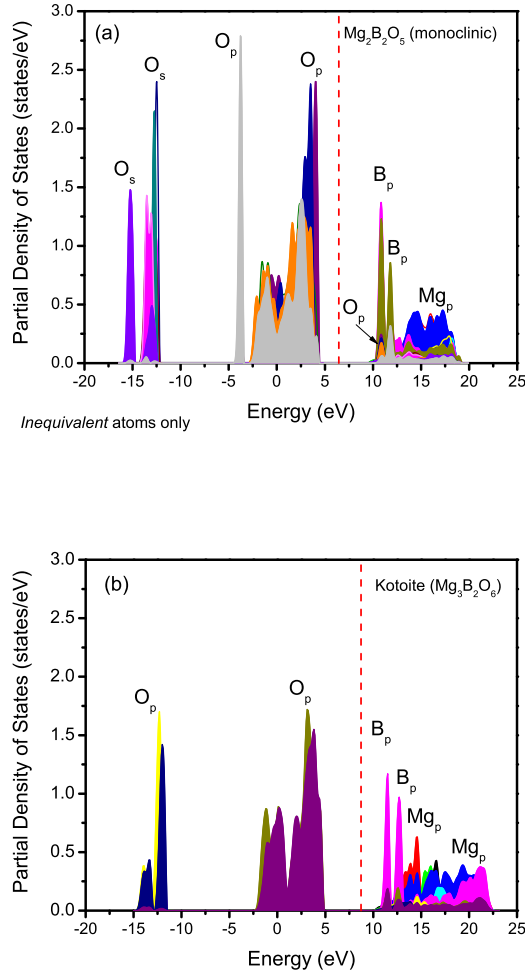 3.0
(a)
Mg₂B₂O₅ (monoclinic)
Oₚ
Oₛ
Oₚ
2.5
2.0
Oₛ
Bₚ
1.5
Bₚ
1.0
Oₚ
Mgₚ
0.5
0.0
-20 -15 -10 -5 0 5 10 15 20 25
Partial Density of States (states/eV)
Energy (eV)
Inequivalent atoms only
3.0
(b)
Kotoite (Mg₃B₂O₆)
2.5
2.0
Oₚ
Oₚ
Bₚ
1.5
Bₚ
1.0
Mgₚ
Mgₚ
0.5
0.0
-20 -15 -10 -5 0 5 10 15 20 25
Partial Density of States (states/eV)
Energy (eV)